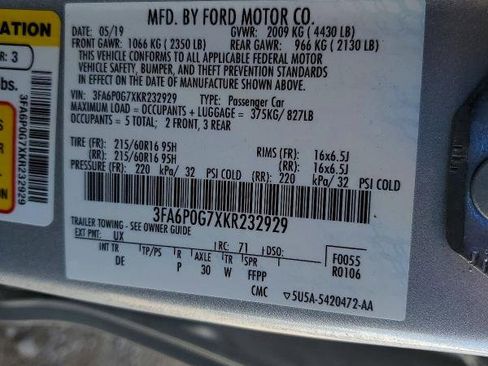 MFD. BY FORD MOTOR CO.
DATE: 05/19 GVWR: 2009 KG ( 4430 LB)
FRONT GAWR: 1066 KG ( 2350 LB) REAR GAWR: 966 KG ( 2130 LB)
THIS VEHICLE CONFORMS TO ALL APPLICABLE FEDERAL MOTOR
VEHICLE SAFETY, BUMPER, AND THEFT PREVENTION STANDARDS IN
EFFECT ON THE DATE OF MANUFACTURE SHOWN ABOVE.
VIN: 3FA6P0G7XKR232929 TYPE: Passenger Car
MAXIMUM LOAD = OCCUPANTS + LUGGAGE = 375KG/ 827LB
OCCUPANTS = 5 TOTAL; 2 FRONT, 3 REAR
TIRE (FR): 215/60R16 95H RIMS (FR): 16x6.5J
(RR): 215/60R16 95H (RR): 16x6.5J
PRESSURE (FR): 220 kPa/ 32 PSI COLD (RR): 220 kPa/ 32 PSI COLD
3FA6P0G7XKR232929
TRAILER TOWING - SEE OWNER GUIDE
EXT PNT: UX RC: 71 DSO: F0055
INT TR TP/PS R AXLE TR SPR R0106
DE P 30 W FFPP
CMC 5U5A-5420472-AA
ATION
R: 3
lbs.
3FA6P0G7XKR232929